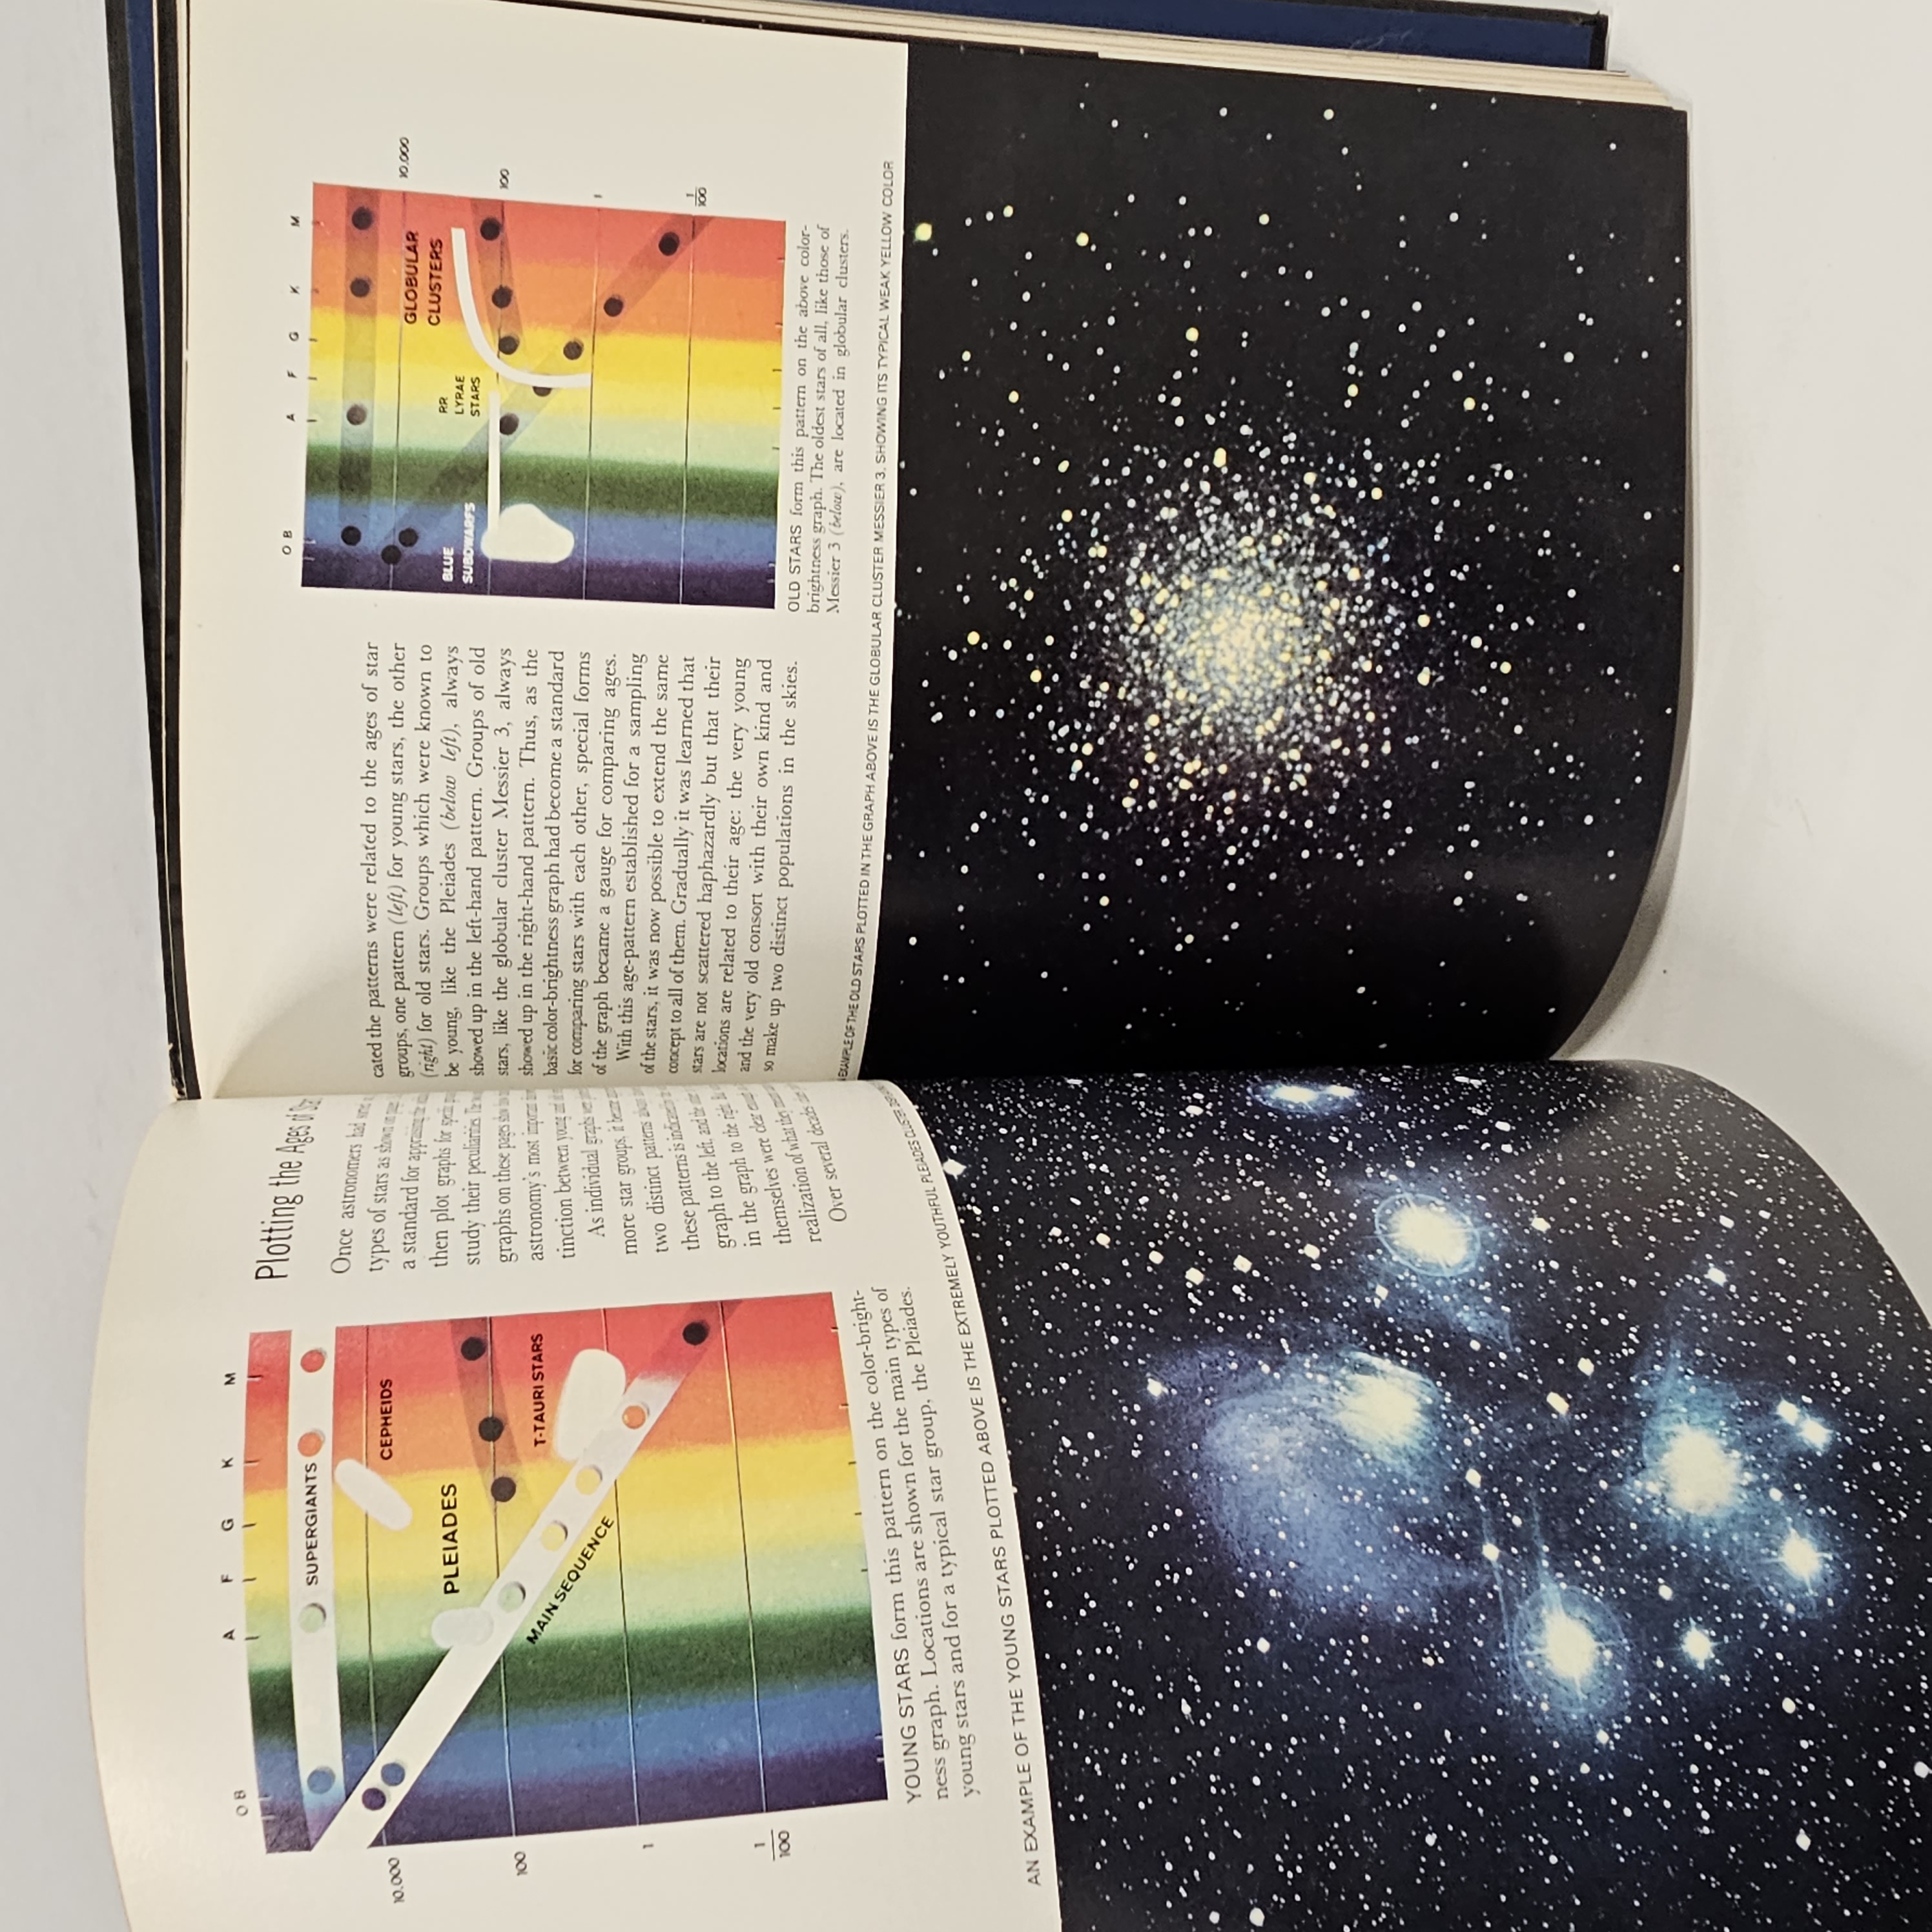 O B A F G K M
SUPERGIANTS
CEPHEIDS
10,000
PLEIADES
100
T-TAURI STARS
MAIN SEQUENCE
1
1
100
YOUNG STARS form this pattern on the color-bright-
ness graph. Locations are shown for the main types of
young stars and for a typical star group, the Pleiades.
AN EXAMPLE OF THE YOUNG STARS PLOTTED ABOVE IS THE EXTREMELY YOUTHFUL PLEIADES CLUSTER,
Plotting the Ages of
Once astronomers had
types of stars as shown on
a standard for appraising the
then plot graphs for specific
study their peculiarities. The two
graphs on these pages show
astronomy's most important
tinction between young and
As individual graphs were
more star groups, it became
two distinct patterns always
these patterns is indicated
graph to the left, and the other
in the graph to the right.
themselves were clear enough
realization of what they
Over several decades,
cated the patterns were related to the ages of star
groups, one pattern (left) for young stars, the other
(right) for old stars. Groups which were known to
be young, like the Pleiades (below left), always
showed up in the left-hand pattern. Groups of old
stars, like the globular cluster Messier 3, always
showed up in the right-hand pattern. Thus, as the
basic color-brightness graph had become a standard
for comparing stars with each other, special forms
of the graph became a gauge for comparing ages.
With this age-pattern established for a sampling
of the stars, it was now possible to extend the same
concept to all of them. Gradually it was learned that
stars are not scattered haphazardly but that their
locations are related to their age: the very young
and the very old consort with their own kind and
so make up two distinct populations in the skies.
O B A F G K M
10,000
GLOBULAR
CLUSTERS
BLUE
SUBDWARFS
RR
LYRAE
STARS
100
1
1
100
OLD STARS form this pattern on the above color-
brightness graph. The oldest stars of all, like those of
Messier 3 (below), are located in globular clusters.
EXAMPLE OF THE OLD STARS PLOTTED IN THE GRAPH ABOVE IS THE GLOBULAR CLUSTER MESSIER 3, SHOWING ITS TYPICAL WEAK YELLOW COLOR